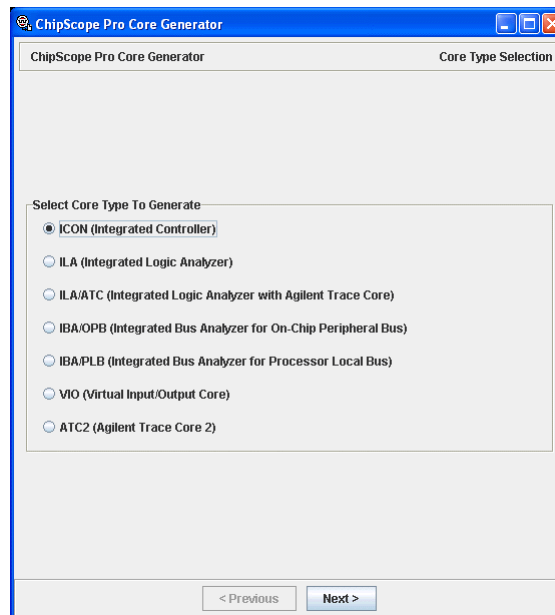 ChipScope Pro Core Generator
ChipScope Pro Core Generator Core Type Selection
Select Core Type To Generate
ICON (Integrated Controller)
ILA (Integrated Logic Analyzer)
ILA/ATC (Integrated Logic Analyzer with Agilent Trace Core)
IBA/OPB (Integrated Bus Analyzer for On-Chip Peripheral Bus)
IBA/PLB (Integrated Bus Analyzer for Processor Local Bus)
VIO (Virtual Input/Output Core)
ATC2 (Agilent Trace Core 2)
< Previous Next >